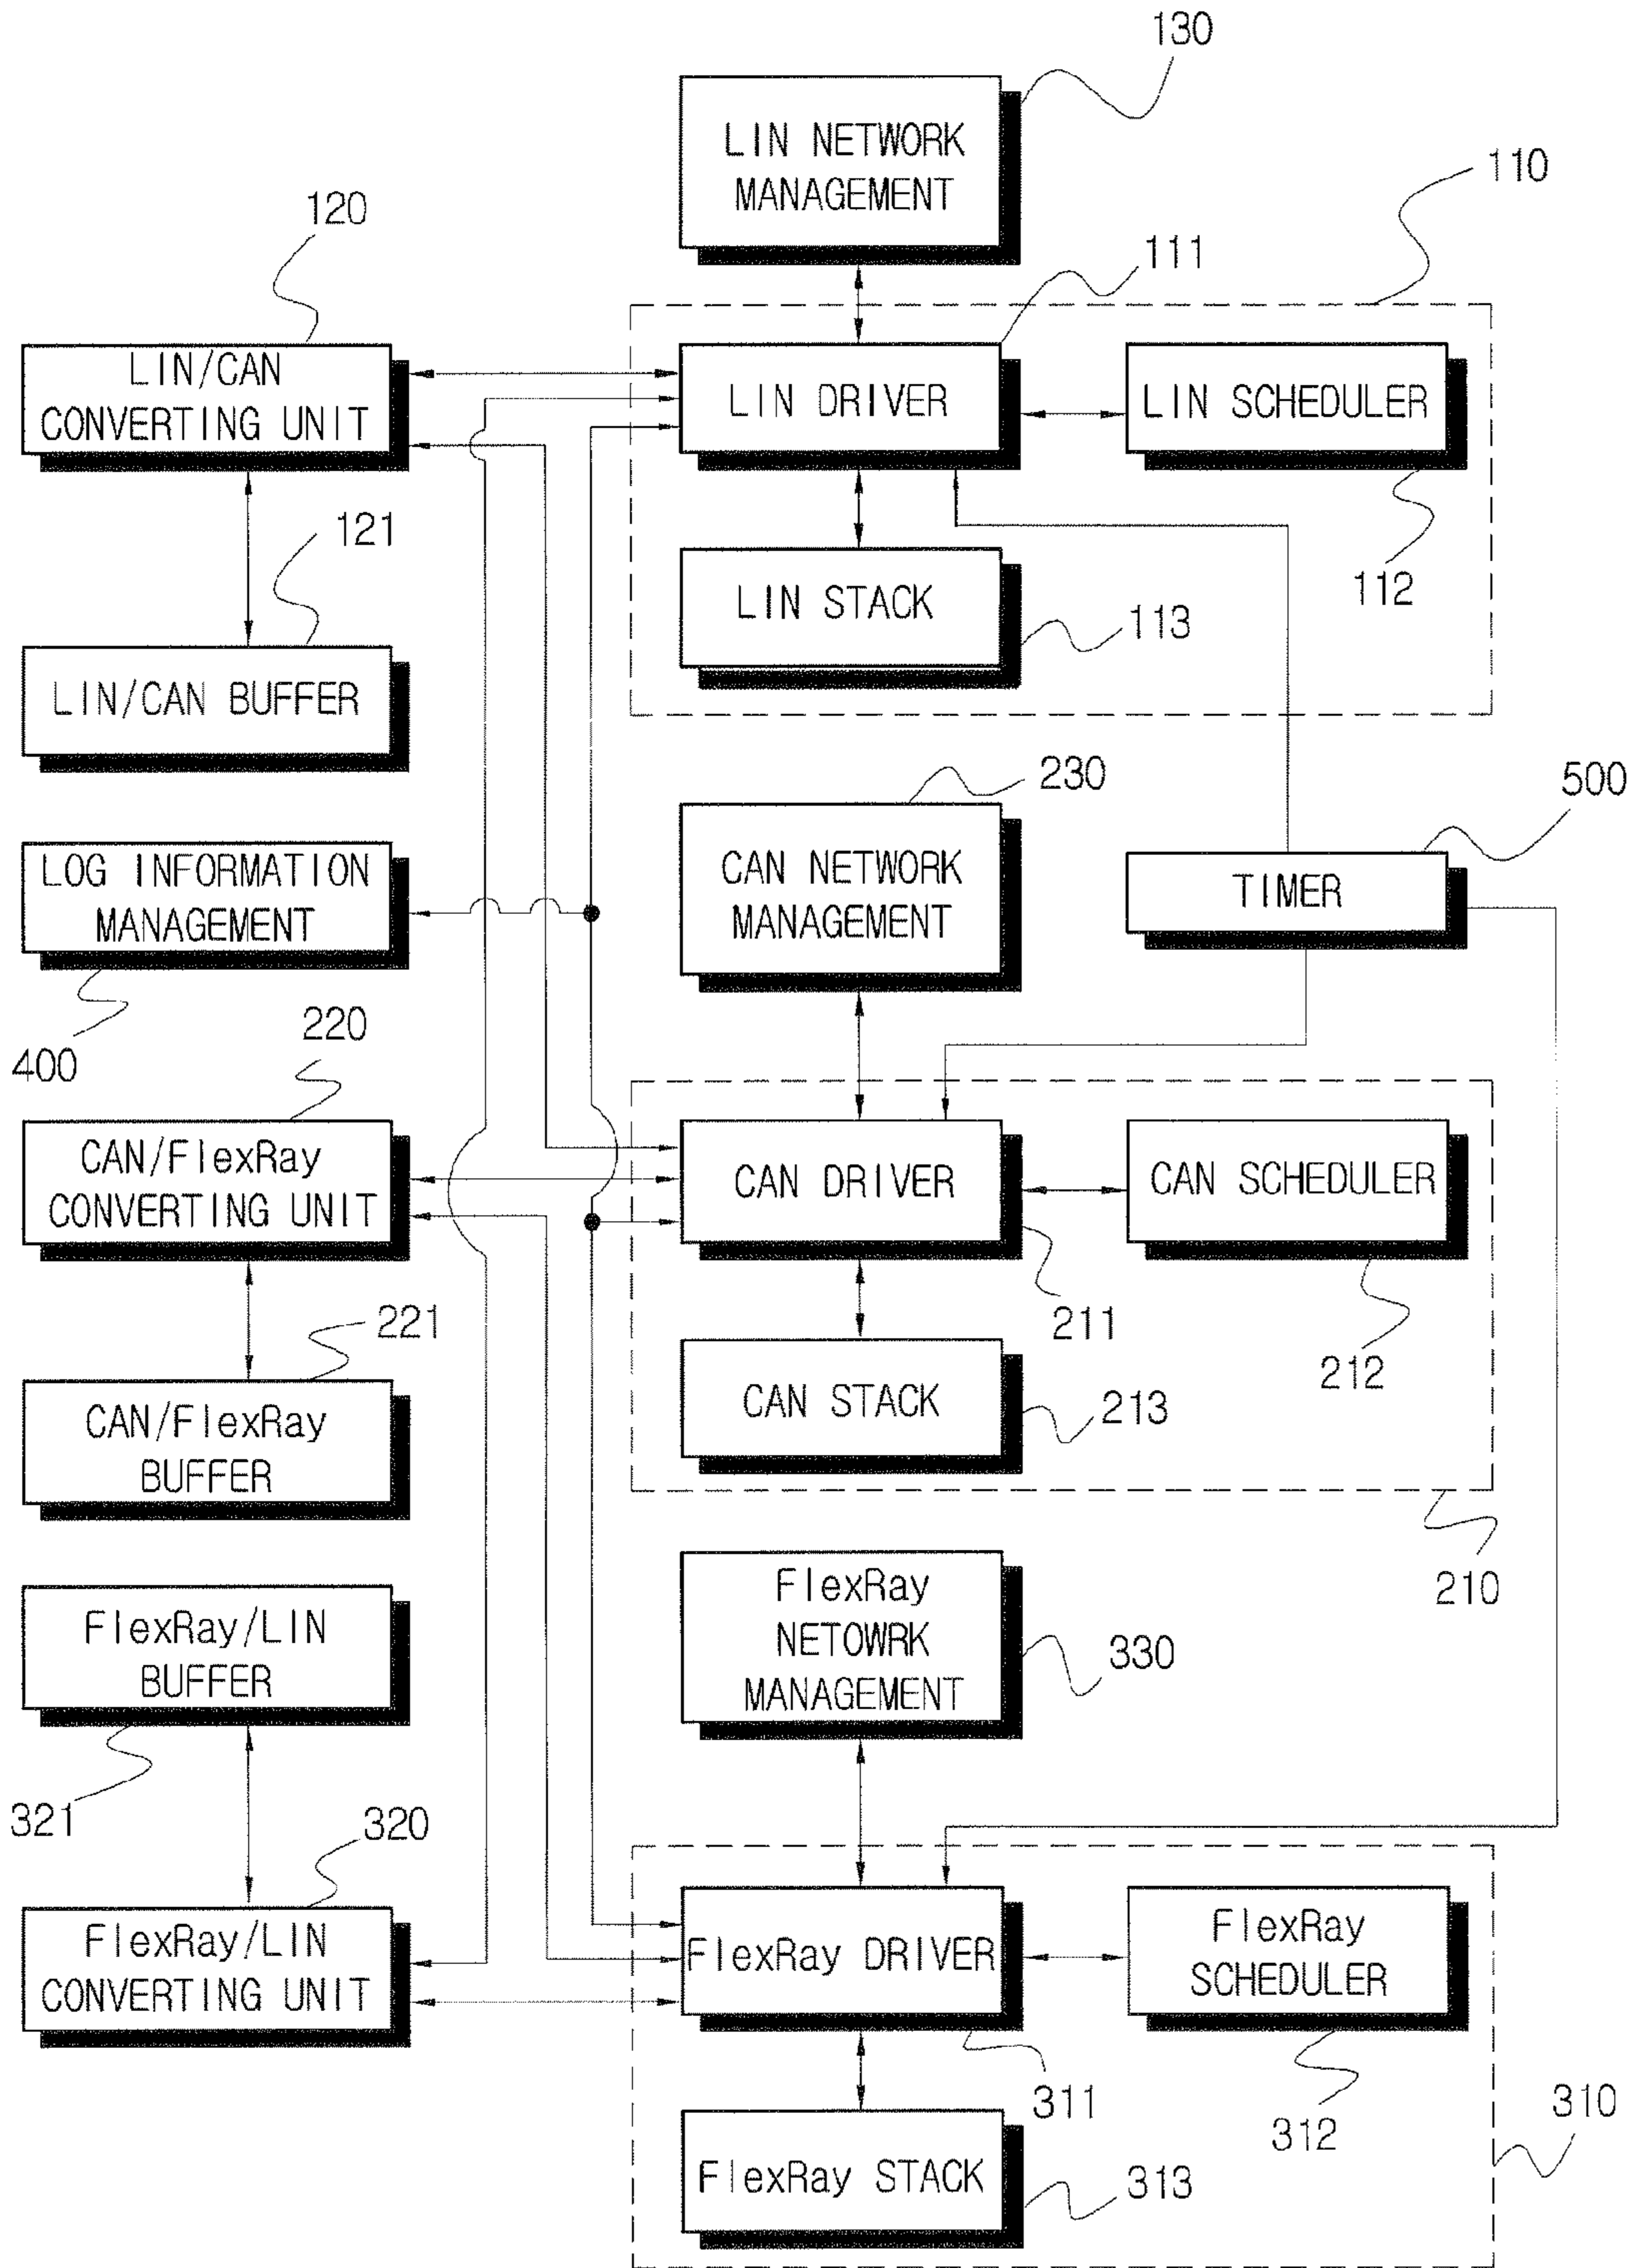 130
LIN NETWORK
MANAGEMENT
110
120
111
LIN/CAN
CONVERTING UNIT
LIN DRIVER
LIN SCHEDULER
121
112
LIN STACK
113
LIN/CAN BUFFER
230
500
LOG INFORMATION
MANAGEMENT
CAN NETWORK
MANAGEMENT
TIMER
400
220
CAN/FlexRay
CONVERTING UNIT
CAN DRIVER
CAN SCHEDULER
221
211
212
CAN/FlexRay
BUFFER
CAN STACK
213
210
FlexRay/LIN
BUFFER
FlexRay
NETOWRK
MANAGEMENT
330
321
320
FlexRay/LIN
CONVERTING UNIT
FlexRay DRIVER
FlexRay
SCHEDULER
311
312
310
FlexRay STACK
313